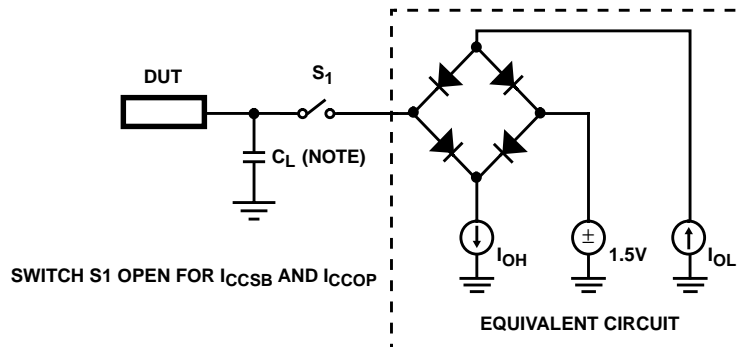 DUT
S1
CL (NOTE)
±
IOH
1.5V
IOL
SWITCH S1 OPEN FOR ICCSB AND ICCOP
EQUIVALENT CIRCUIT